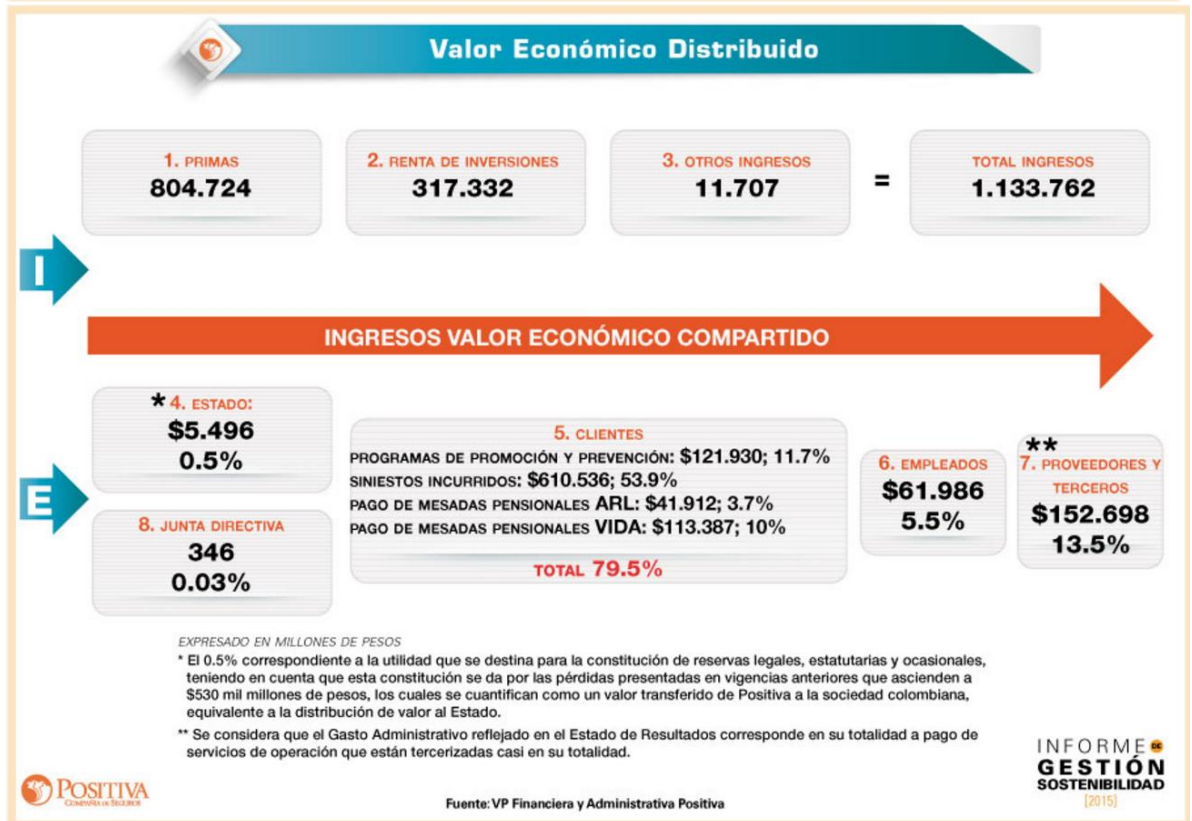 Valor Económico Distribuido
1. PRIMAS
804.724
2. RENTA DE INVERSIONES
317.332
3. OTROS INGRESOS
11.707
=
TOTAL INGRESOS
1.133.762
I
INGRESOS VALOR ECONÓMICO COMPARTIDO
E
* 4. ESTADO:
$5.496
0.5%
8. JUNTA DIRECTIVA
346
0.03%
5. CLIENTES
PROGRAMAS DE PROMOCIÓN Y PREVENCIÓN: $121.930; 11.7%
SINIESTOS INCURRIDOS: $610.536; 53.9%
PAGO DE MESADAS PENSIONALES ARL: $41.912; 3.7%
PAGO DE MESADAS PENSIONALES VIDA: $113.387; 10%
TOTAL 79.5%
6. EMPLEADOS
$61.986
5.5%
**
7. PROVEEDORES Y
TERCEROS
$152.698
13.5%
EXPRESADO EN MILLONES DE PESOS
* El 0.5% correspondiente a la utilidad que se destina para la constitución de reservas legales, estatutarias y ocasionales,
teniendo en cuenta que esta constitución se da por las pérdidas presentadas en vigencias anteriores que ascienden a
$530 mil millones de pesos, los cuales se cuantifican como un valor transferido de Positiva a la sociedad colombiana,
equivalente a la distribución de valor al Estado.
** Se considera que el Gasto Administrativo reflejado en el Estado de Resultados corresponde en su totalidad a pago de
servicios de operación que están tercerizadas casi en su totalidad.
POSITIVA
COMPAÑÍA DE SEGUROS
Fuente: VP Financiera y Administrativa Positiva
INFORME DE
GESTIÓN
SOSTENIBILIDAD
[2015]